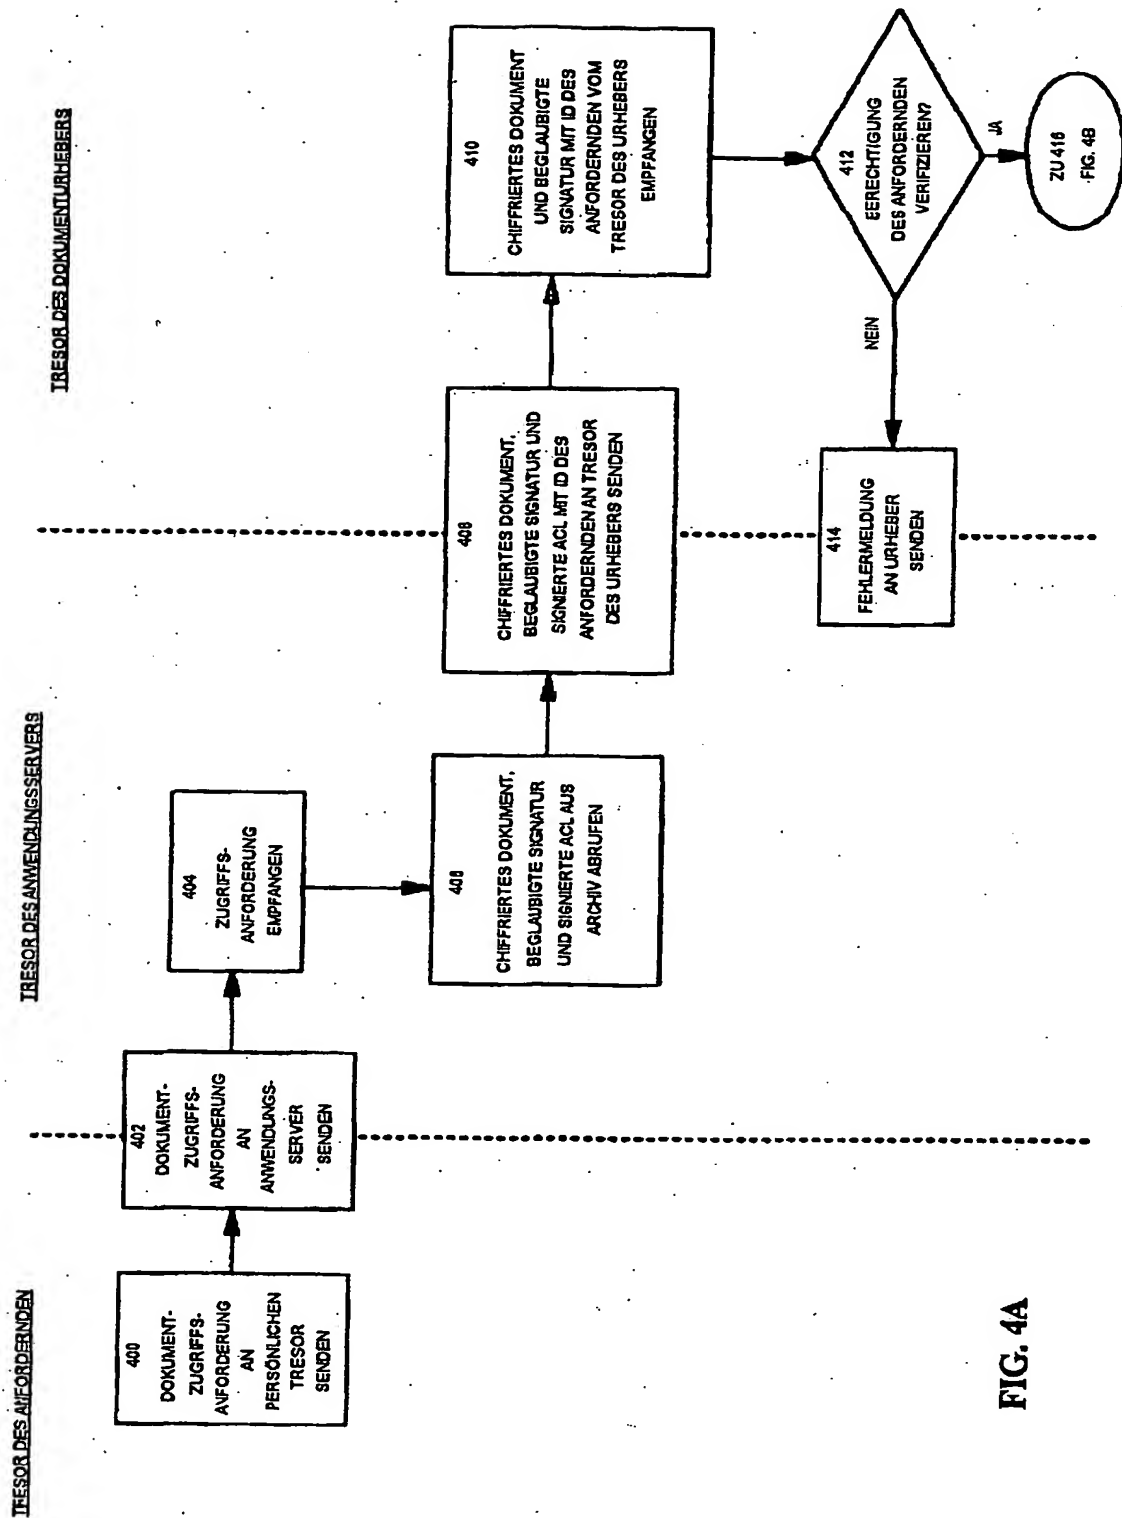 TRESOR DES ANFORDERNDEN
TRESOR DES ANWENDUNGSSERVERS
TRESOR DES DOKUMENTURHEBERS
400
DOKUMENT-
ZUGRIFFS-
ANFORDERUNG
AN
PERSÖNLICHEN
TRESOR
SENDEN
402
DOKUMENT-
ZUGRIFFS-
ANFORDERUNG
AN
ANWENDUNGS-
SERVER
SENDEN
404
ZUGRIFFS-
ANFORDERUNG
EMPFANGEN
406
CHIFFRIERTES DOKUMENT,
BEGLAUBIGTE SIGNATUR
UND SIGNIERTE ACL AUS
ARCHIV ABRUFEN
408
CHIFFRIERTES DOKUMENT,
BEGLAUBIGTE SIGNATUR UND
SIGNIERTE ACL MIT ID DES
ANFORDERNDEN AN TRESOR
DES URHEBERS SENDEN
410
CHIFFRIERTES DOKUMENT
UND BEGLAUBIGTE
SIGNATUR MIT ID DES
ANFORDERNDEN VOM
TRESOR DES URHEBERS
EMPFANGEN
412
BERECHTIGUNG
DES ANFORDERNDEN
VERIFIZIEREN?
NEIN
JA
414
FEHLERMELDUNG
AN URHEBER
SENDEN
ZU 416
FIG. 4B
FIG. 4A